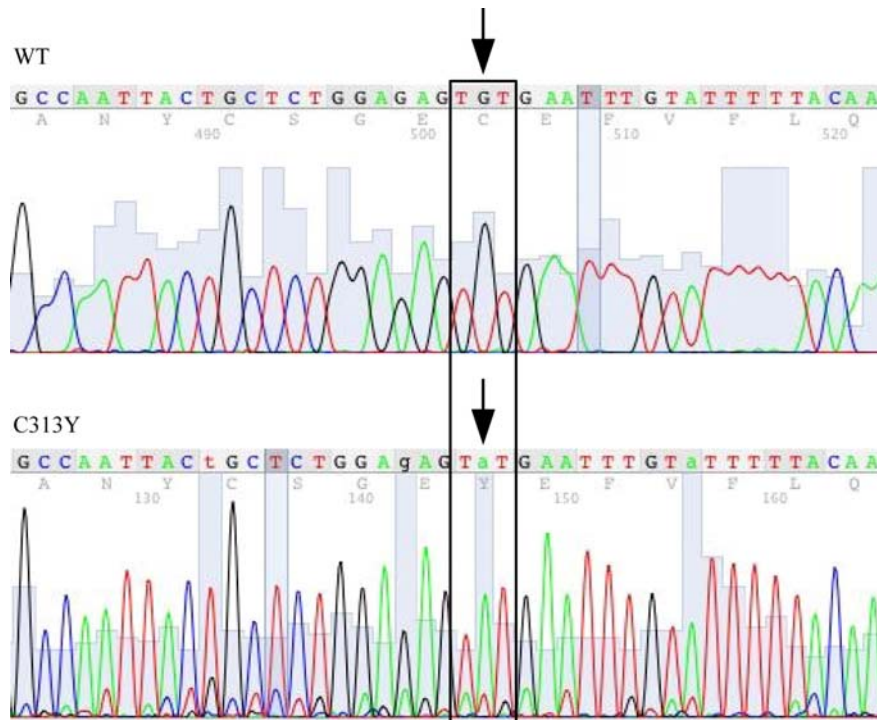 WT
GCCAATTACTGCTCTGGAGAGTGTGAATTTGTATTTTTACAA
A N Y C S G E C E F V F L Q
490 500 510 520
C313Y
GCCAATTACtGCTCTGGAgAGTaTGAATTTGTaTTTTTACAA
A N Y C S G E Y E F V F L Q
130 140 150 160